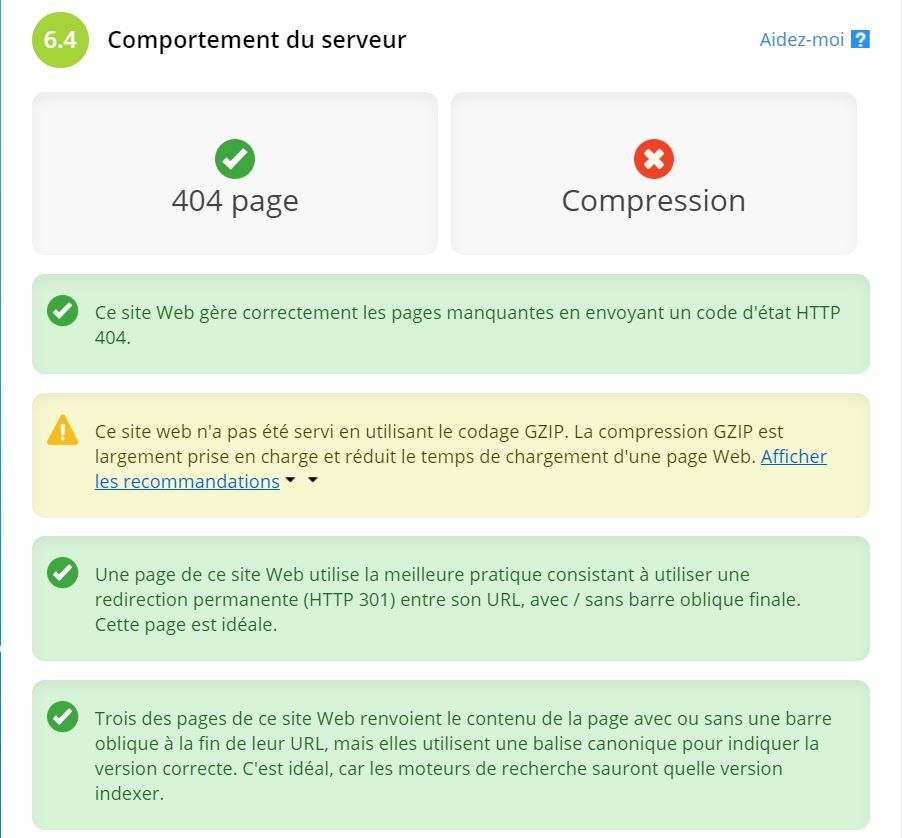 6.4 Comportement du serveur Aidez-moi ?
404 page
Compression
Ce site Web gère correctement les pages manquantes en envoyant un code d'état HTTP
404.
Ce site web n'a pas été servi en utilisant le codage GZIP. La compression GZIP est
largement prise en charge et réduit le temps de chargement d'une page Web. Afficher
les recommandations
Une page de ce site Web utilise la meilleure pratique consistant à utiliser une
redirection permanente (HTTP 301) entre son URL, avec / sans barre oblique finale.
Cette page est idéale.
Trois des pages de ce site Web renvoient le contenu de la page avec ou sans une barre
oblique à la fin de leur URL, mais elles utilisent une balise canonique pour indiquer la
version correcte. C'est idéal, car les moteurs de recherche sauront quelle version
indexer.